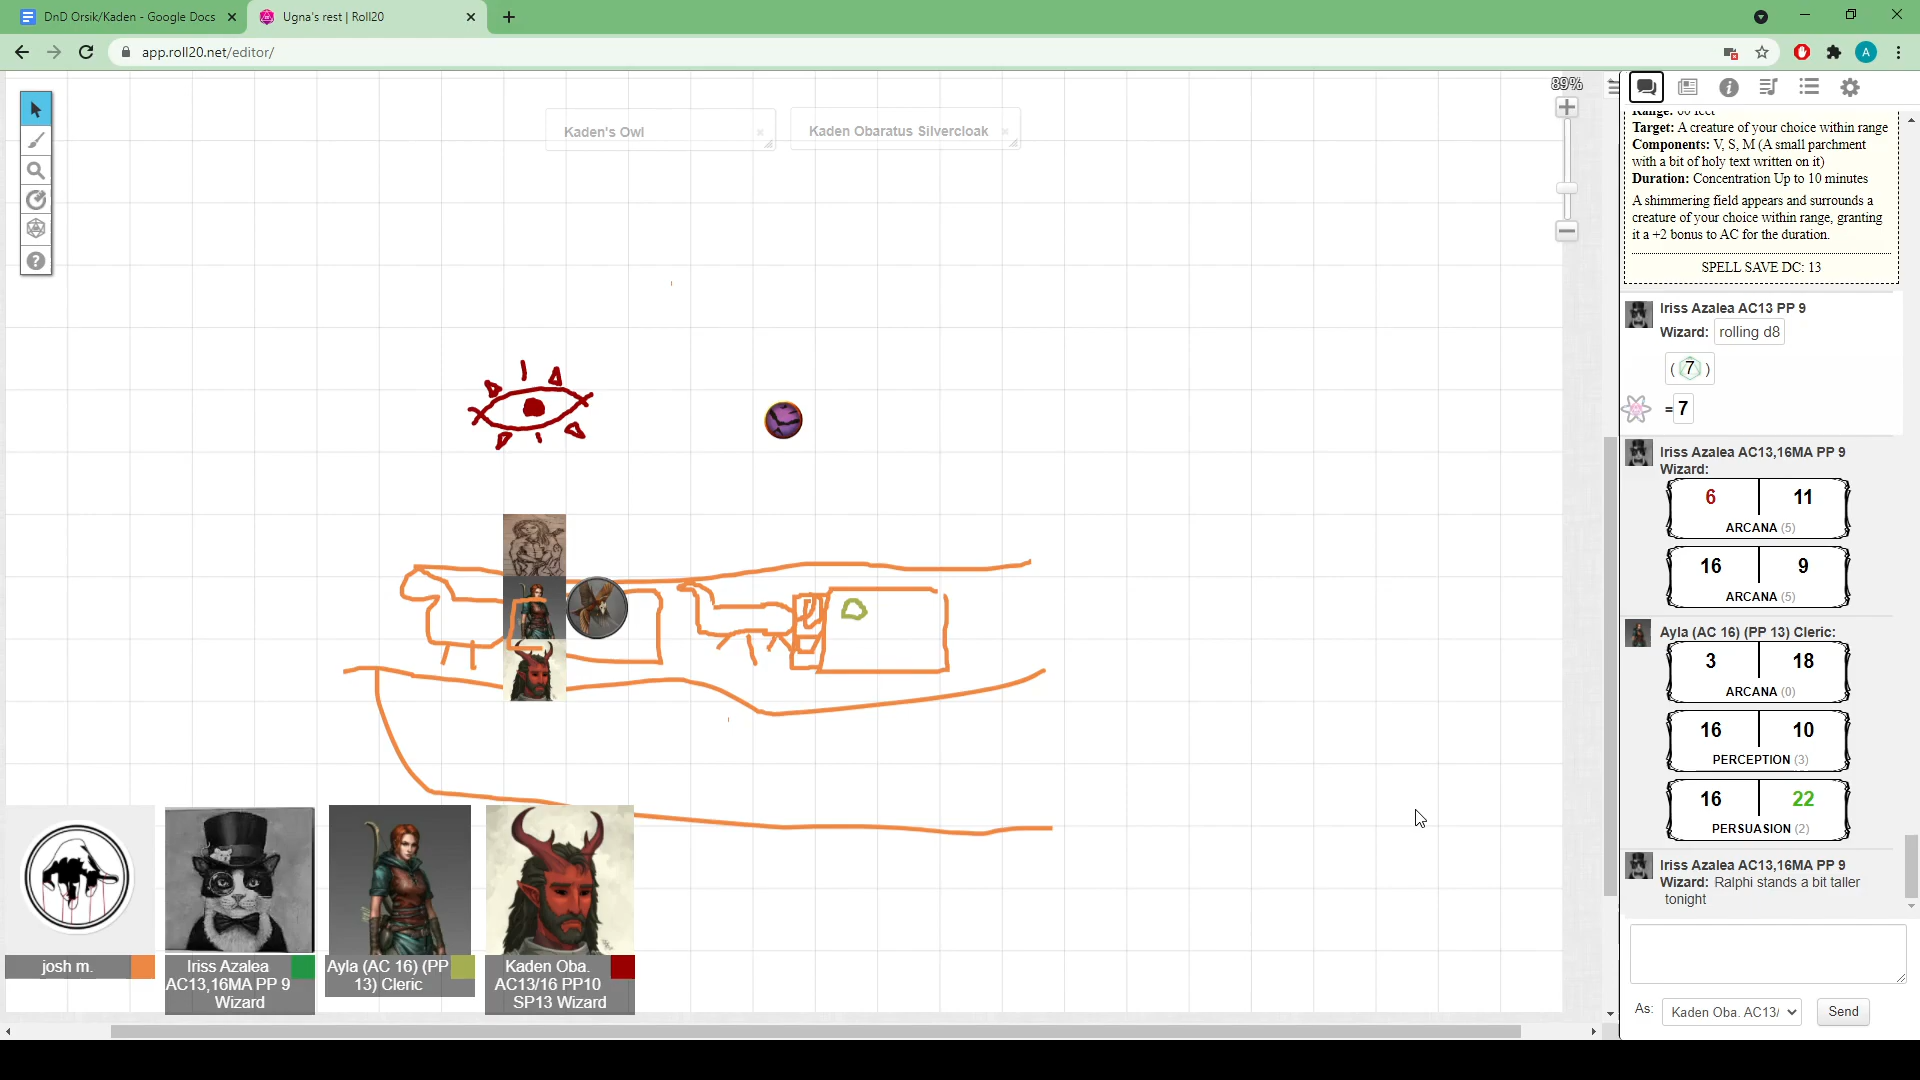 DnD Orsik/Kaden - Google Docs
Ugna's rest | Roll20
app.roll20.net/editor/
A
89%
Kaden's Owl
Kaden Obaratus Silvercloak
Target: A creature of your choice within range
Components: V, S, M (A small parchment
with a bit of holy text written on it)
Duration: Concentration Up to 10 minutes
A shimmering field appears and surrounds a
creature of your choice within range, granting
it a +2 bonus to AC for the duration.
SPELL SAVE DC: 13
Iriss Azalea AC13 PP 9
Wizard: rolling d8
(7)
=7
Iriss Azalea AC13,16MA PP 9
Wizard:
6 11
ARCANA (5)
16 9
ARCANA (5)
Ayla (AC 16) (PP 13) Cleric:
3 18
ARCANA (0)
16 10
PERCEPTION (3)
16 22
PERSUASION (2)
Iriss Azalea AC13,16MA PP 9
Wizard: Ralphi stands a bit taller
tonight
As: Kaden Oba. AC13/
Send
josh m.
Iriss Azalea
AC13,16MA PP 9
Wizard
Ayla (AC 16) (PP
13) Cleric
Kaden Oba.
AC13/16 PP10
SP13 Wizard